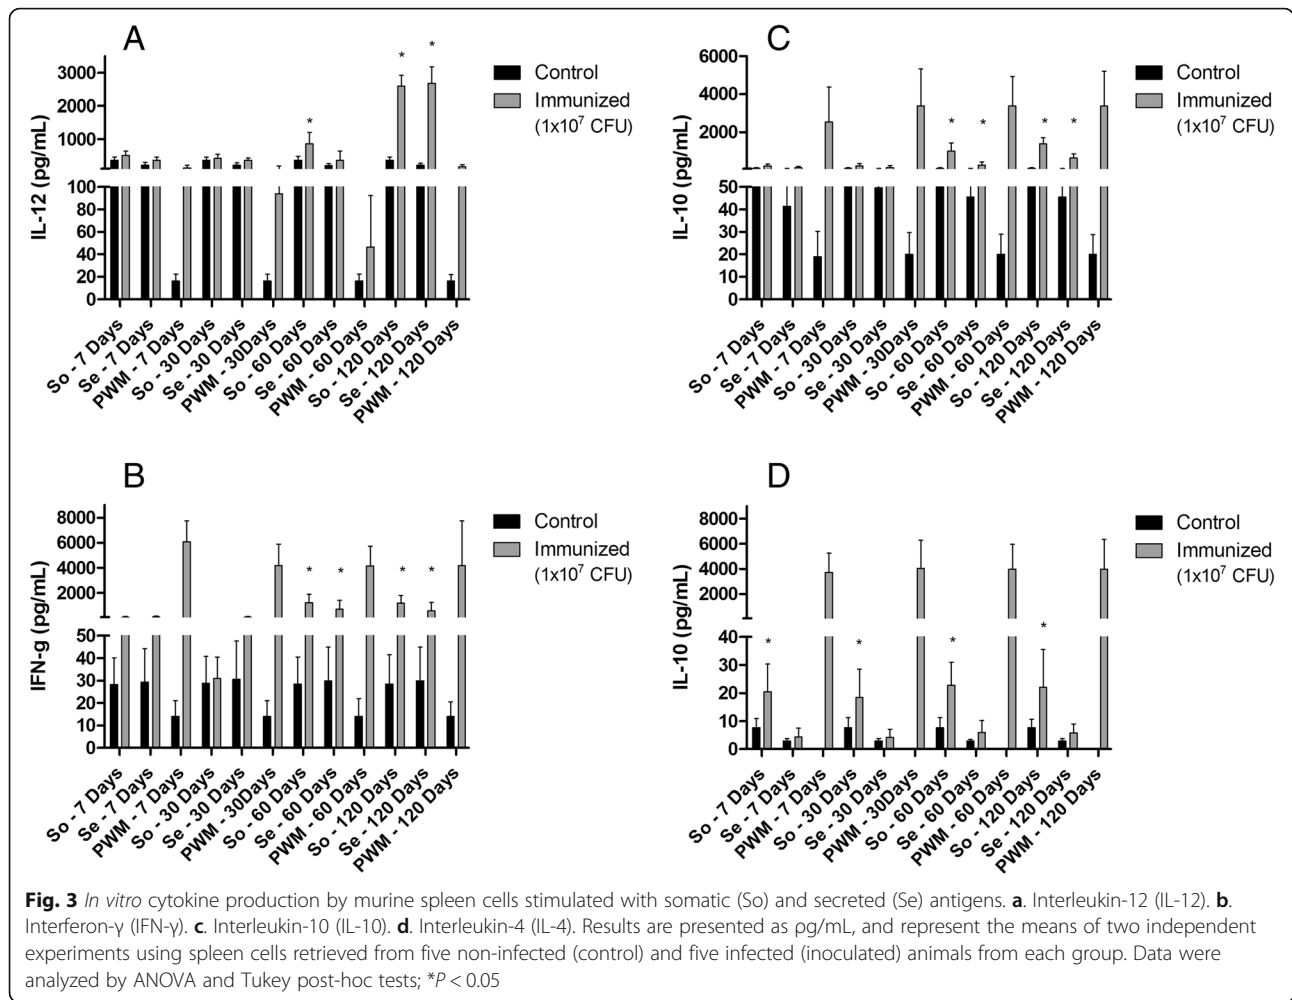 A
3000
2000
1000
100
80
60
40
20
0
IL-12 (pg/mL)
*
*
*
Control
Immunized
(1x10⁷ CFU)
So - 7 Days
Se - 7 Days
PWM - 7 Days
So - 30 Days
Se - 30 Days
PWM - 30Days
So - 60 Days
Se - 60 Days
PWM - 60 Days
So - 120 Days
Se - 120 Days
PWM - 120 Days
C
6000
4000
2000
50
40
30
20
10
0
IL-10 (pg/mL)
*
*
*
*
Control
Immunized
(1x10⁷ CFU)
So - 7 Days
Se - 7 Days
PWM - 7 Days
So - 30 Days
Se - 30 Days
PWM - 30Days
So - 60 Days
Se - 60 Days
PWM - 60 Days
So - 120 Days
Se - 120 Days
PWM - 120 Days
B
8000
6000
4000
2000
50
40
30
20
10
0
IFN-g (pg/mL)
*
*
*
*
Control
Immunized
(1x10⁷ CFU)
So - 7 Days
Se - 7 Days
PWM - 7 Days
So - 30 Days
Se - 30 Days
PWM - 30Days
So - 60 Days
Se - 60 Days
PWM - 60 Days
So - 120 Days
Se - 120 Days
PWM - 120 Days
D
8000
6000
4000
2000
40
30
20
10
0
IL-10 (pg/mL)
*
*
*
*
Control
Immunized
(1x10⁷ CFU)
So - 7 Days
Se - 7 Days
PWM - 7 Days
So - 30 Days
Se - 30 Days
PWM - 30Days
So - 60 Days
Se - 60 Days
PWM - 60 Days
So - 120 Days
Se - 120 Days
PWM - 120 Days
Fig. 3 In vitro cytokine production by murine spleen cells stimulated with somatic (So) and secreted (Se) antigens. a. Interleukin-12 (IL-12). b.
Interferon-γ (IFN-γ). c. Interleukin-10 (IL-10). d. Interleukin-4 (IL-4). Results are presented as ρg/mL, and represent the means of two independent
experiments using spleen cells retrieved from five non-infected (control) and five infected (inoculated) animals from each group. Data were
analyzed by ANOVA and Tukey post-hoc tests; *P < 0.05